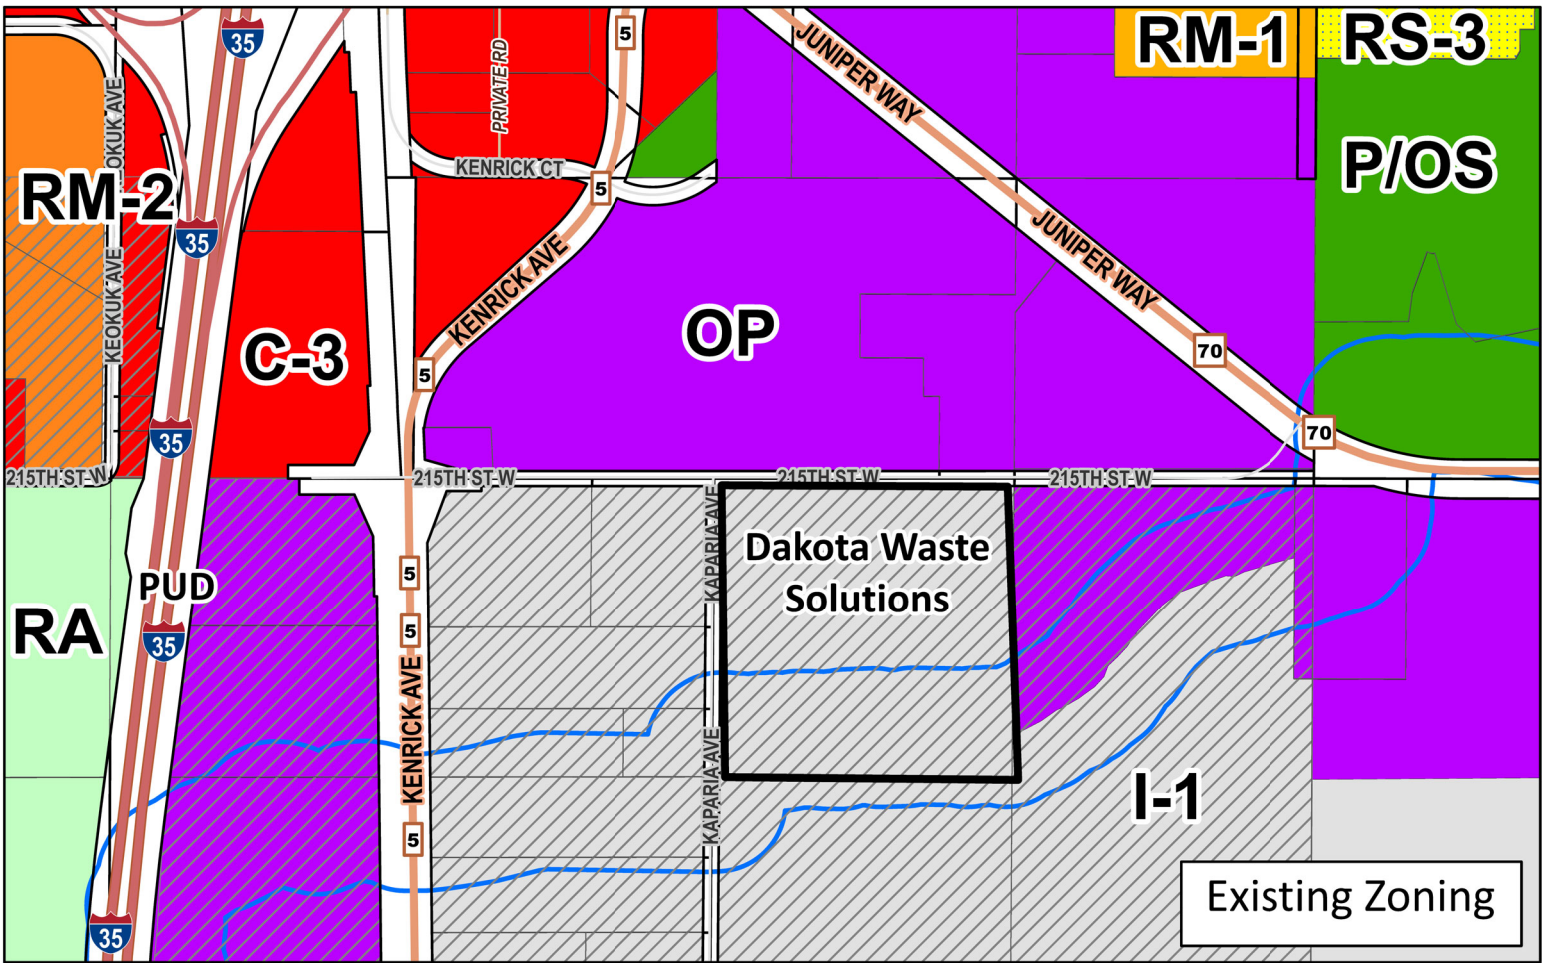 RM-1
RS-3
35
5
JUNIPER WAY
PRIVATE RD
KEOKUK AVE
P/OS
KENRICK CT
RM-2
5
35
JUNIPER WAY
KENRICK AVE
KEOKUK AVE
OP
C-3
70
5
35
70
215TH ST W
215TH ST W
215TH ST W
215TH ST W
KAPARIA AVE
Dakota Waste
Solutions
5
PUD
RA
35
5
KENRICK AVE
KAPARIA AVE
I-1
5
Existing Zoning
35